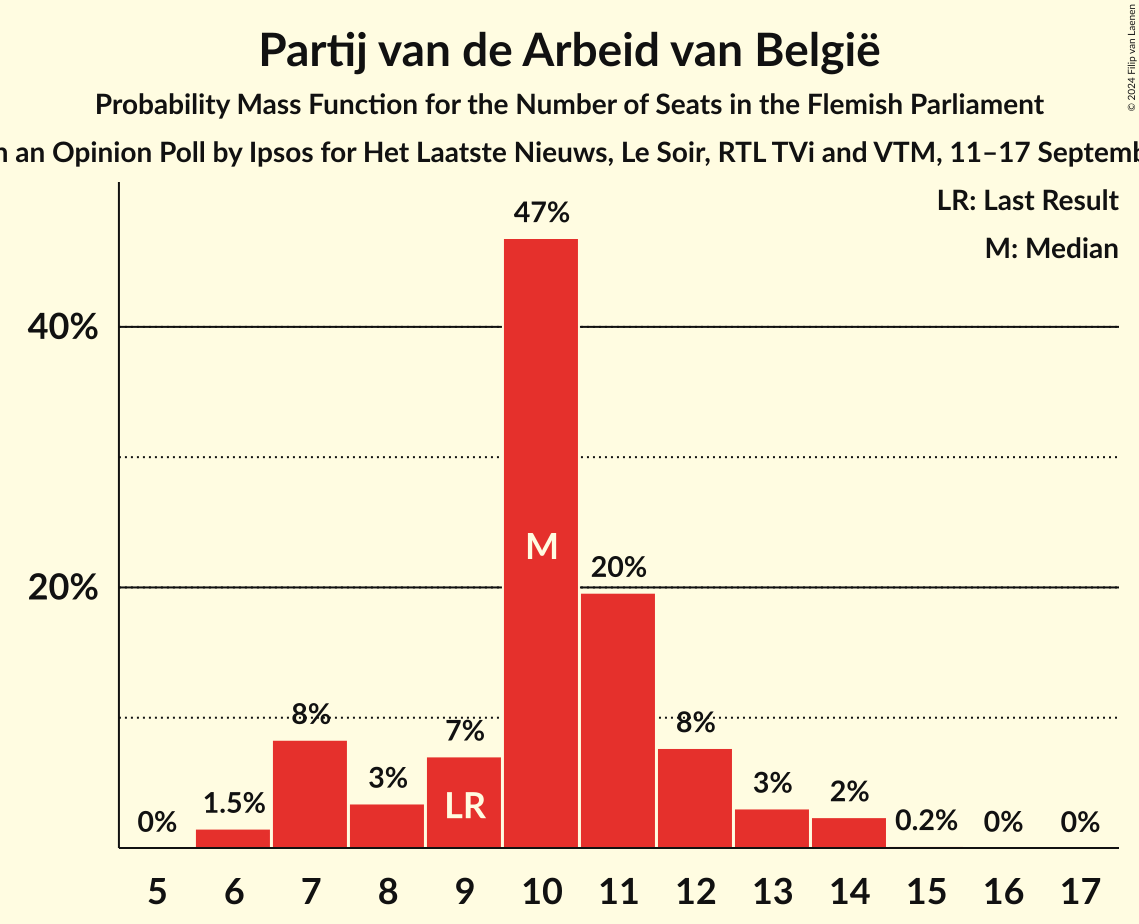 Partij van de Arbeid van België
Probability Mass Function for the Number of Seats in the Flemish Parliament
an Opinion Poll by Ipsos for Het Laatste Nieuws, Le Soir, RTL TVi and VTM, 11–17
© 2024 Filip van Laenen
LR: Last Result
M: Median
47%
40%
M
20%
20%
8%
8%
7%
3%
3%
2%
1.5%
0%
LR
0.2%
0%
0%
5 6 7 8 9 10 11 12 13 14 15 16 17